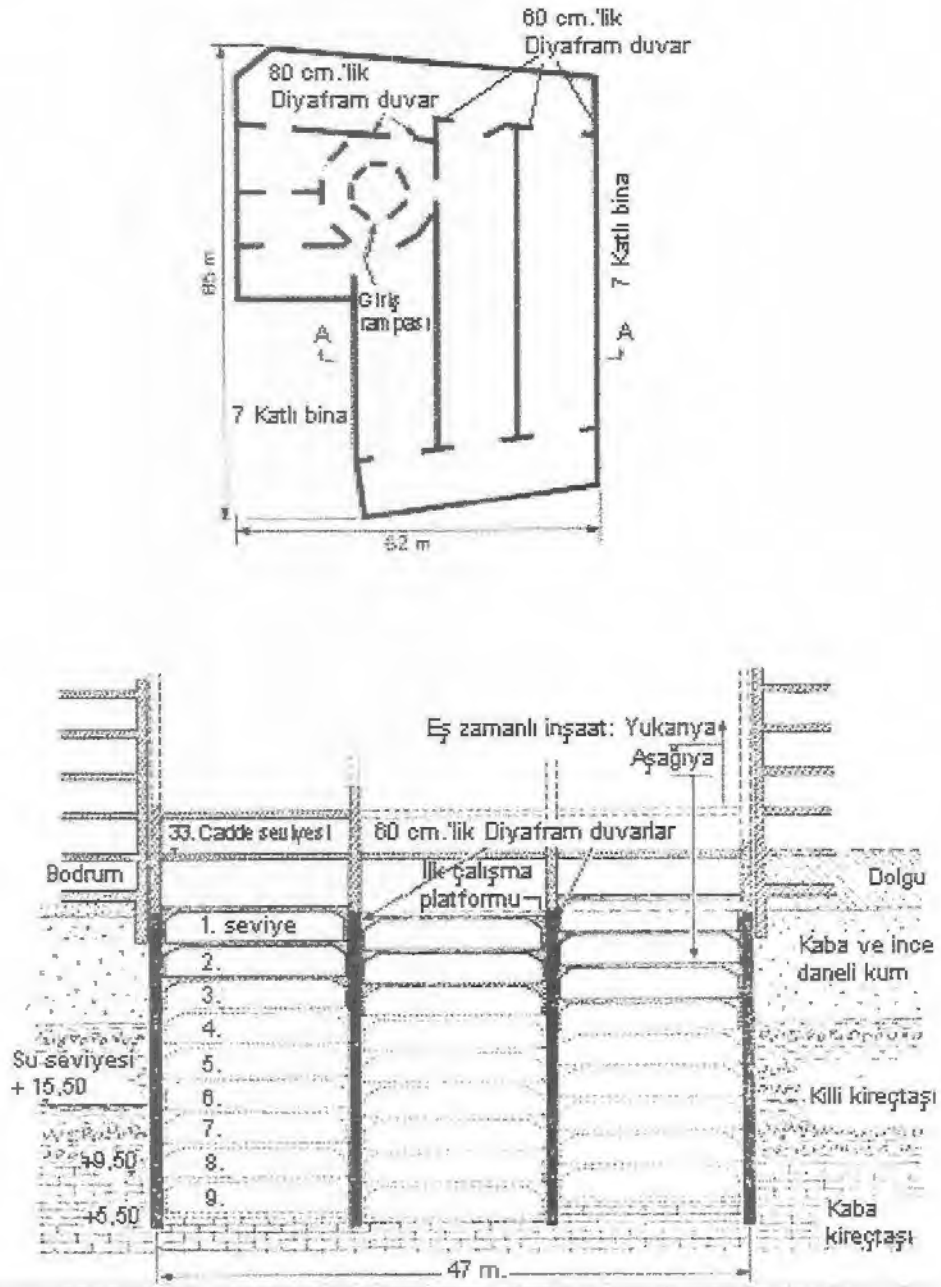 60 cm.'lik
Diyafram duvar
80 cm.'lik
Diyafram duvar
7 Katlı bina
85 m
Giriş
rampası
A
A
7 Katlı bina
62 m
Eş zamanlı inşaat: Yukarıya
Aşağıya
33. Cadde seviyesi
60 cm.'lik Diyafram duvarlar
Bodrum
İlk çalışma
platformu
Dolgu
1. seviye
2.
3.
4.
5.
6.
7.
8.
9.
Kaba ve ince
daneli kum
Su seviyesi
+ 15,50
Killi kireçtaşı
+9,50
+5,50
Kaba
kireçtaşı
47 m.